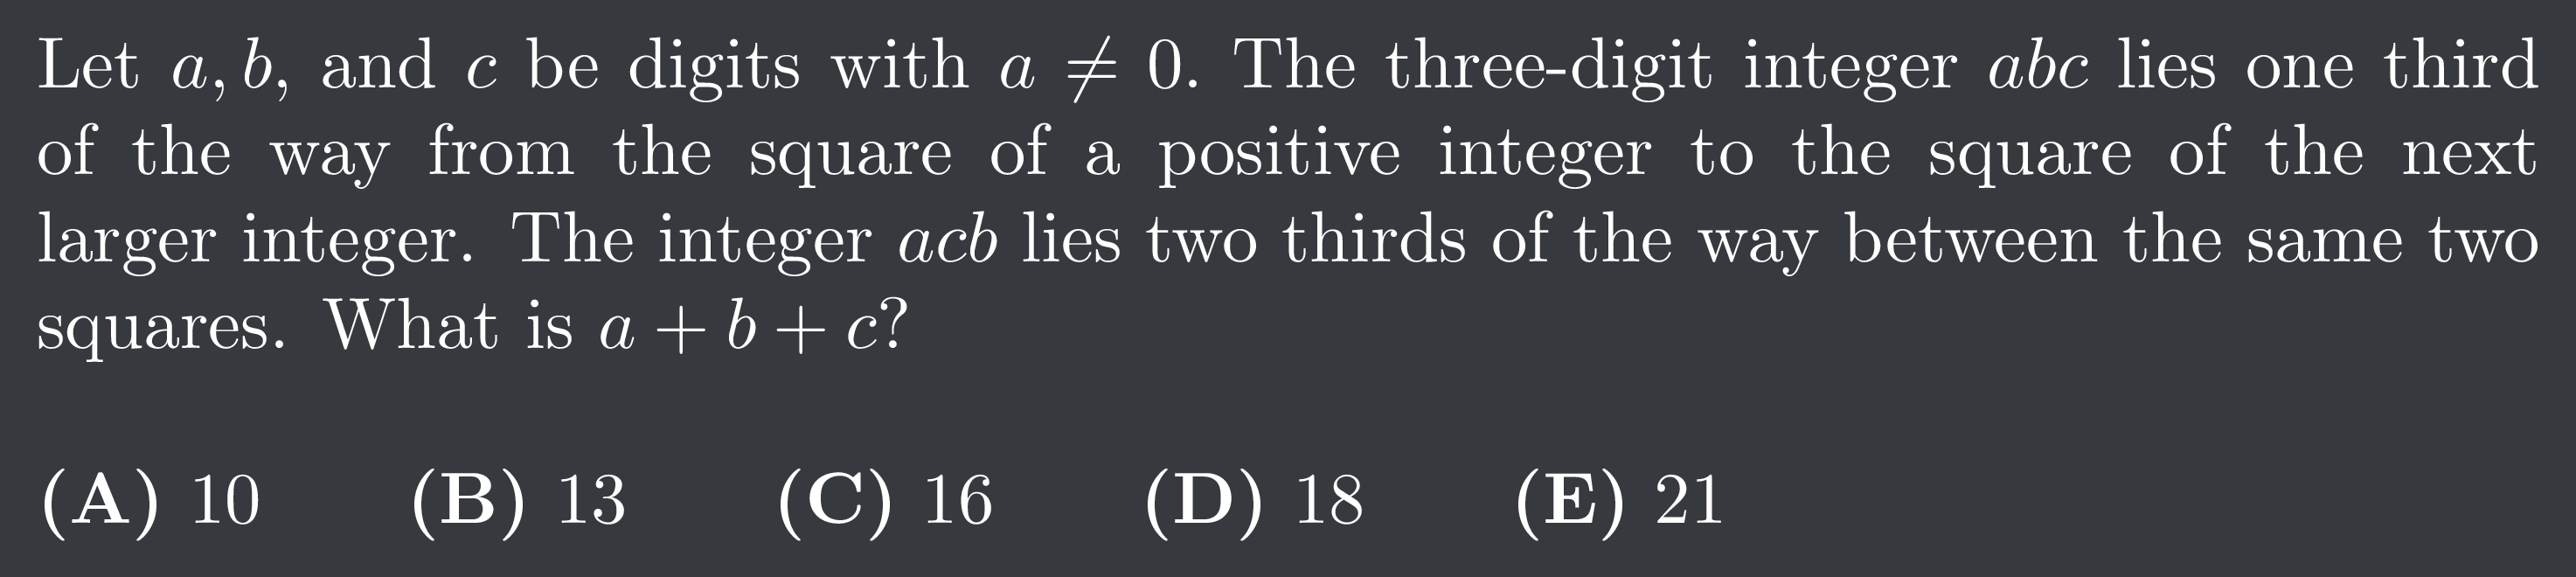 Let a, b, and c be digits with a ≠ 0. The three-digit integer abc lies one third
of the way from the square of a positive integer to the square of the next
larger integer. The integer acb lies two thirds of the way between the same two
squares. What is a + b + c?
(A) 10 (B) 13 (C) 16 (D) 18 (E) 21